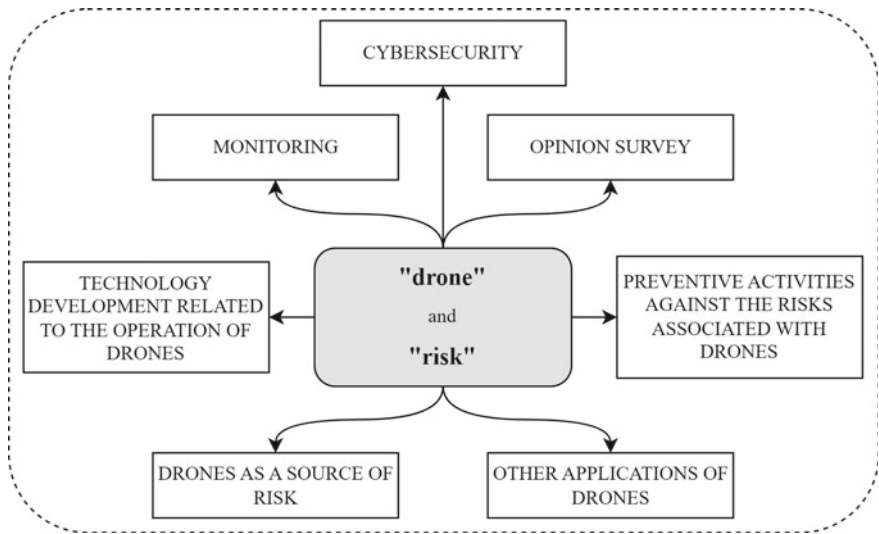 CYBERSECURITY
MONITORING
OPINION SURVEY
TECHNOLOGY
DEVELOPMENT RELATED
TO THE OPERATION OF
DRONES
"drone"
and
"risk"
PREVENTIVE ACTIVITIES
AGAINST THE RISKS
ASSOCIATED WITH
DRONES
DRONES AS A SOURCE OF
RISK
OTHER APPLICATIONS OF
DRONES